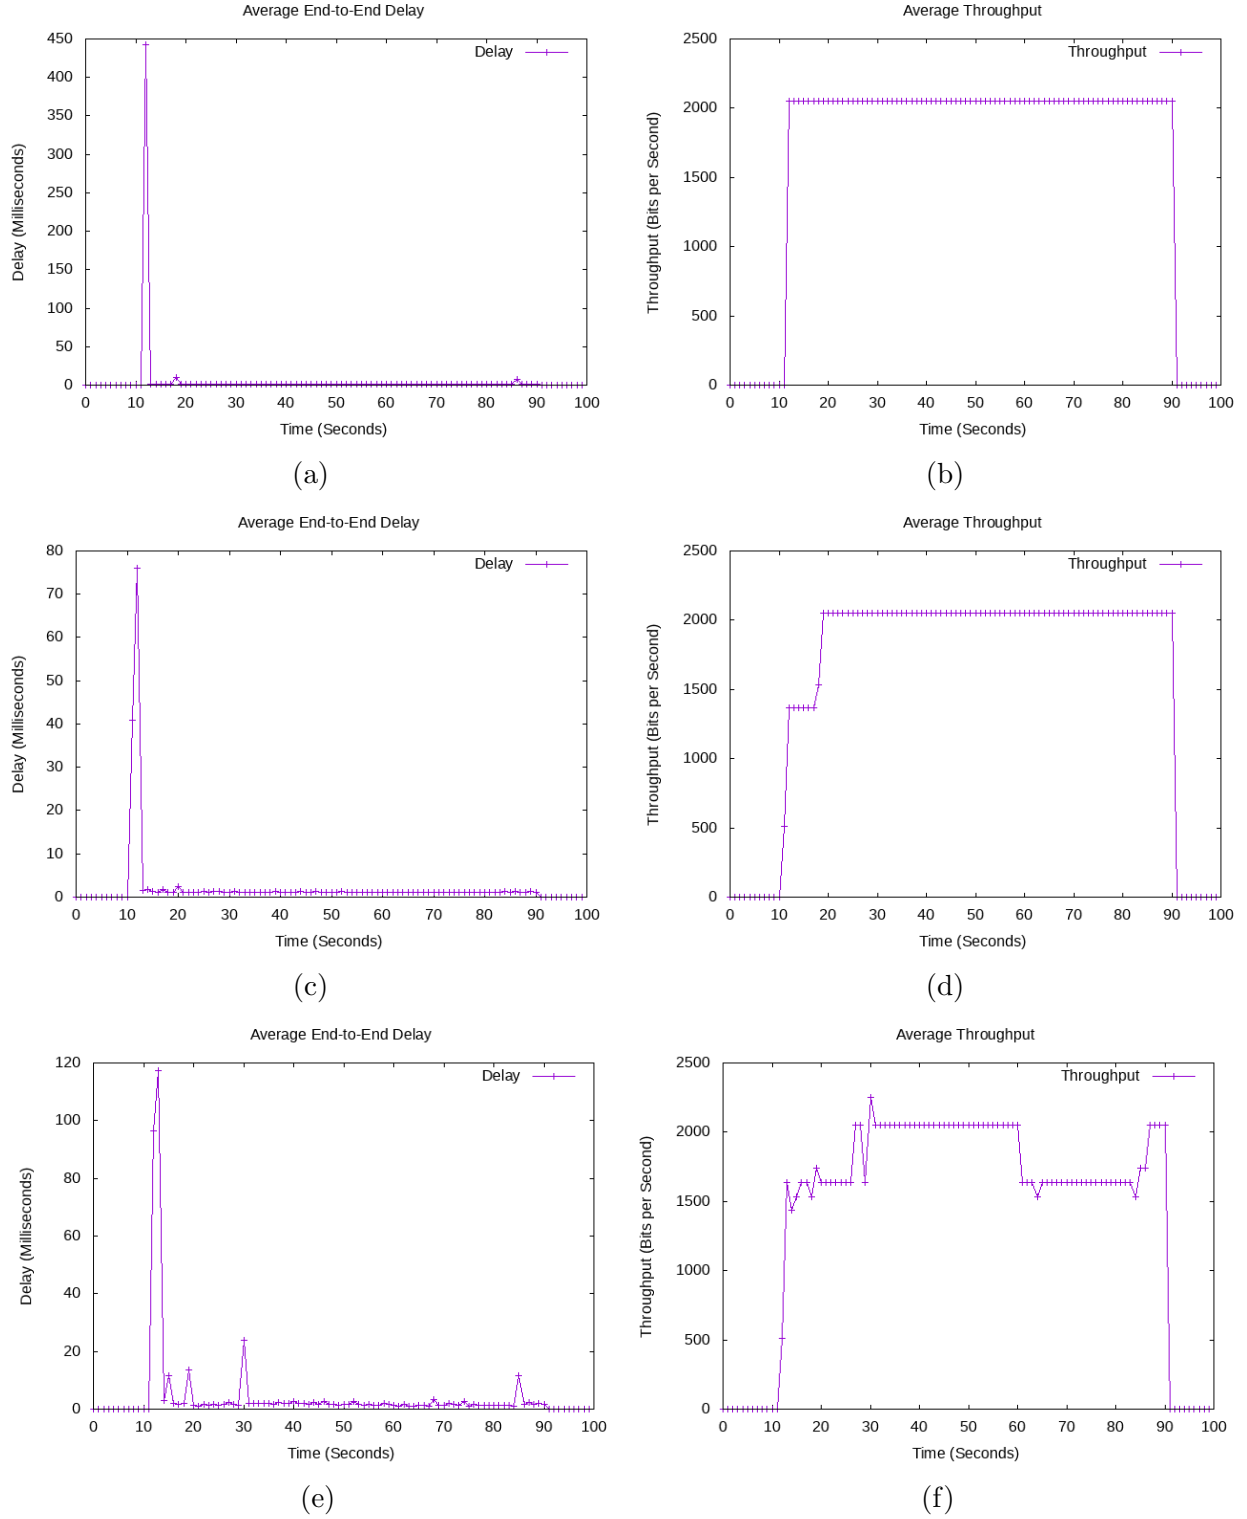 Average End-to-End Delay
Delay
450
400
350
300
250
200
150
100
50
0
Delay (Milliseconds)
0 10 20 30 40 50 60 70 80 90 100
Time (Seconds)
(a)
Average Throughput
Throughput
2500
2000
1500
1000
500
0
Throughput (Bits per Second)
0 10 20 30 40 50 60 70 80 90 100
Time (Seconds)
(b)
Average End-to-End Delay
Delay
80
70
60
50
40
30
20
10
0
Delay (Milliseconds)
0 10 20 30 40 50 60 70 80 90 100
Time (Seconds)
(c)
Average Throughput
Throughput
2500
2000
1500
1000
500
0
Throughput (Bits per Second)
0 10 20 30 40 50 60 70 80 90 100
Time (Seconds)
(d)
Average End-to-End Delay
Delay
120
100
80
60
40
20
0
Delay (Milliseconds)
0 10 20 30 40 50 60 70 80 90 100
Time (Seconds)
(e)
Average Throughput
Throughput
2500
2000
1500
1000
500
0
Throughput (Bits per Second)
0 10 20 30 40 50 60 70 80 90 100
Time (Seconds)
(f)